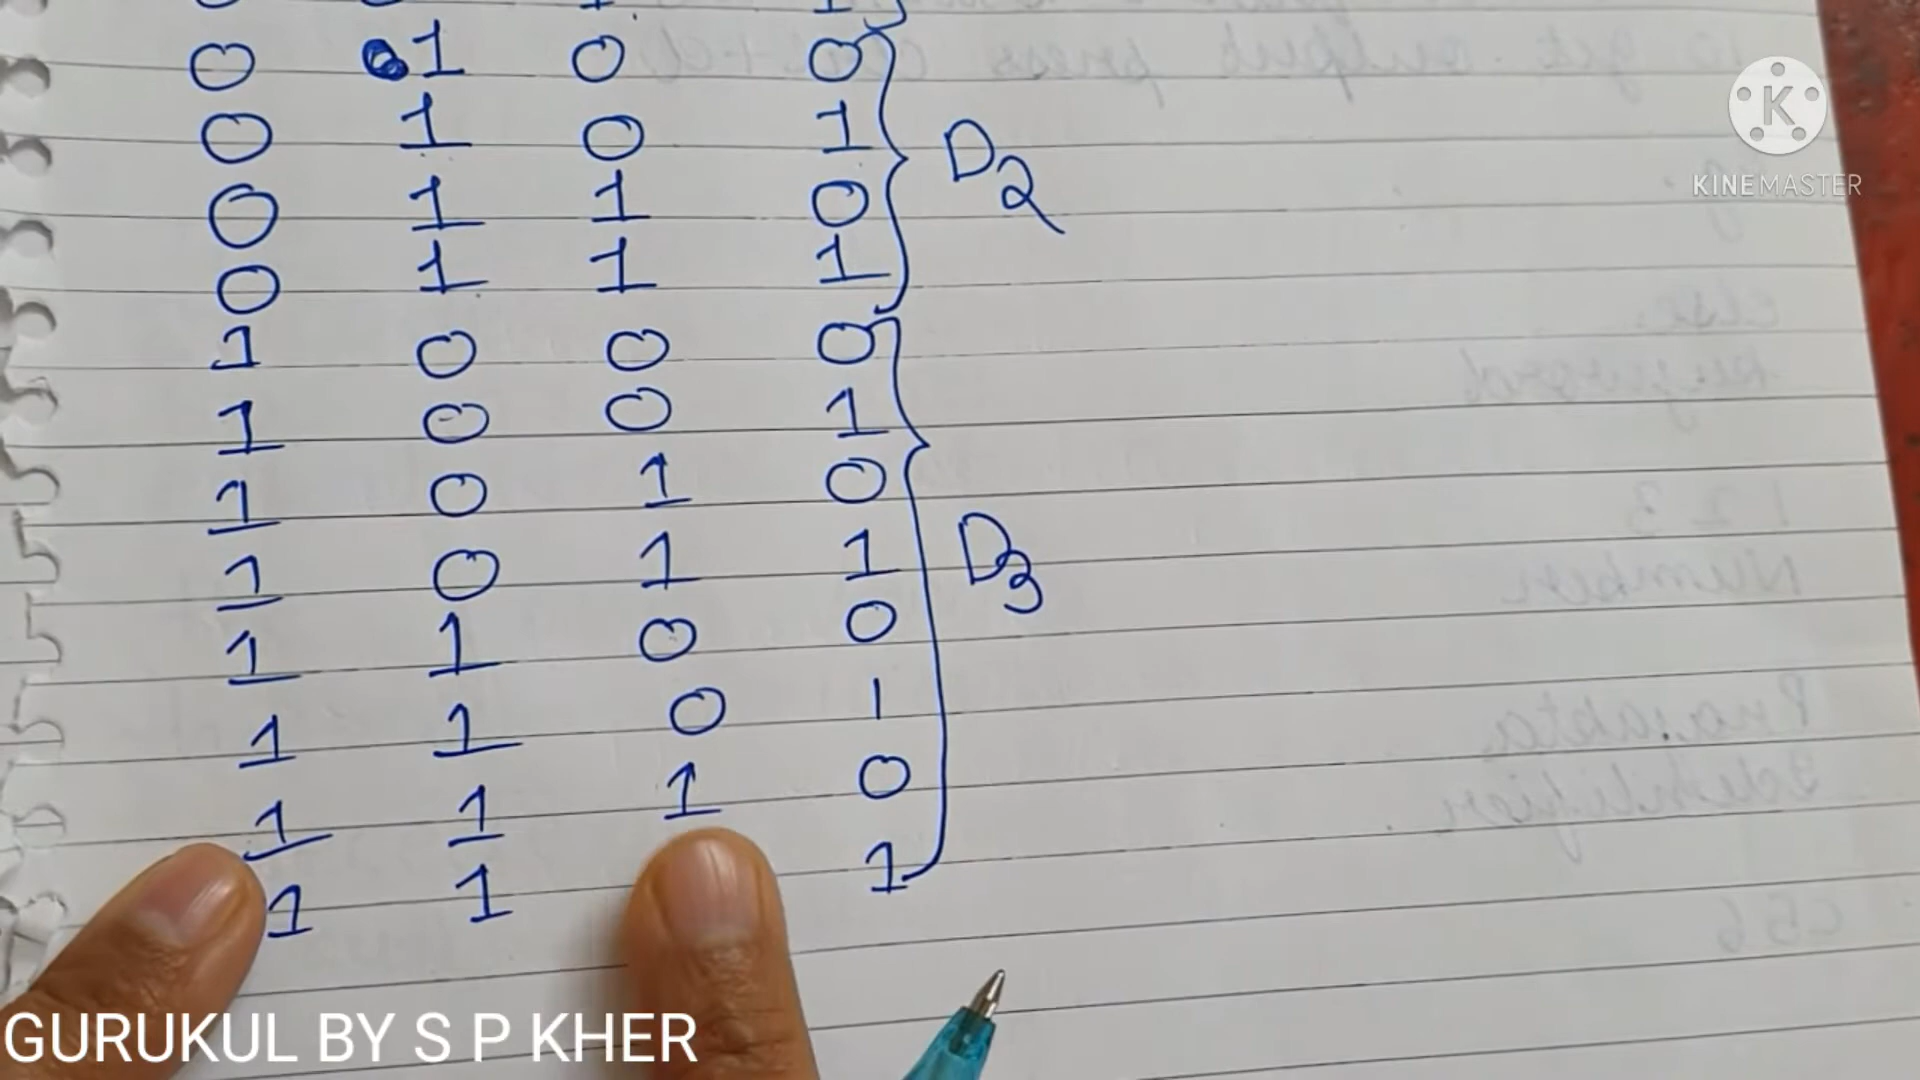 0 1 0 0
0 1 0 1
0 1 1 0
0 1 1 1
D2
1 0 0 0
1 0 0 1
1 0 1 0
1 0 1 1
1 1 0 0
1 1 0 1
1 1 1 0
1 1 1
D3
KINEMASTER
GURUKUL BY S P KHER